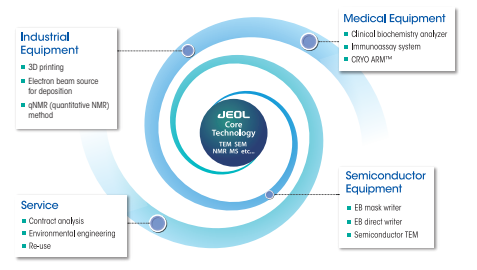 Industrial
Equipment
3D printing
Electron beam source
for deposition
qNMR (quantitative NMR)
method
Medical Equipment
Clinical biochemistry analyzer
Immunoassay system
CRYO ARM™
JEOL
Core
Technology
TEM SEM
NMR MS etc...
Service
Contract analysis
Environmental engineering
Re-use
Semiconductor
Equipment
EB mask writer
EB direct writer
Semiconductor TEM